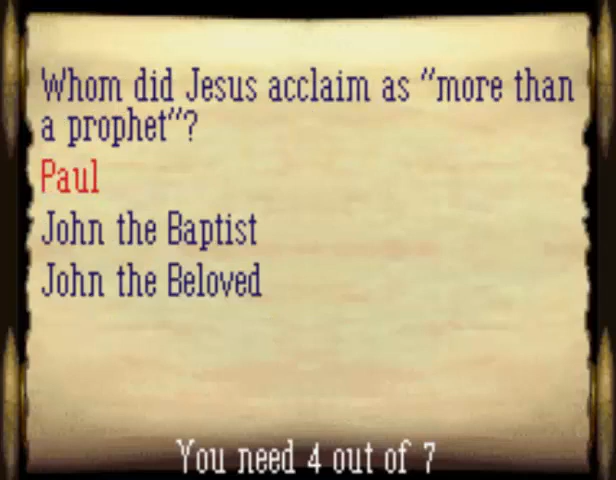 Whom did Jesus acclaim as “more than
a prophet”?
Paul
John the Baptist
John the Beloved
You need 4 out of 7